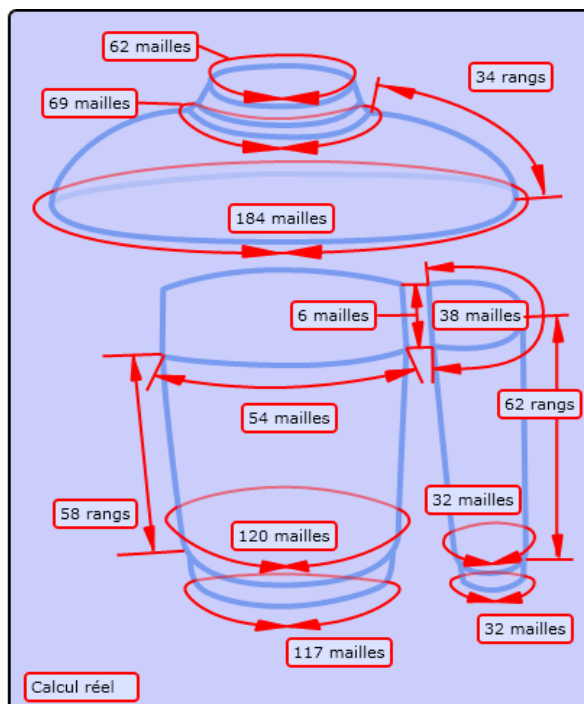 62 mailles
34 rangs
69 mailles
184 mailles
6 mailles
38 mailles
54 mailles
62 rangs
58 rangs
32 mailles
120 mailles
32 mailles
117 mailles
Calcul réel